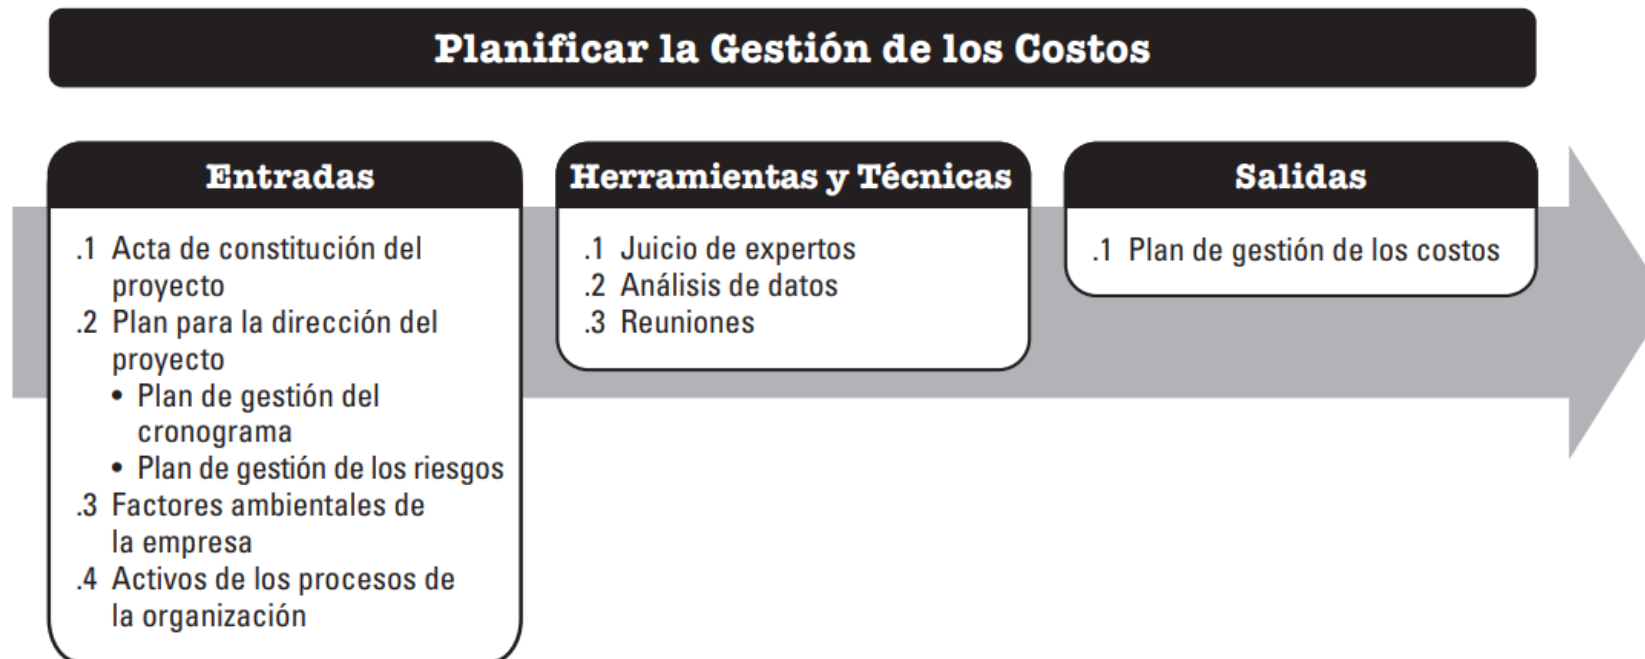 Planificar la Gestión de los Costos
Entradas
.1 Acta de constitución del
proyecto
.2 Plan para la dirección del
proyecto
• Plan de gestión del
cronograma
• Plan de gestión de los riesgos
.3 Factores ambientales de
la empresa
.4 Activos de los procesos de
la organización
Herramientas y Técnicas
.1 Juicio de expertos
.2 Análisis de datos
.3 Reuniones
Salidas
.1 Plan de gestión de los costos